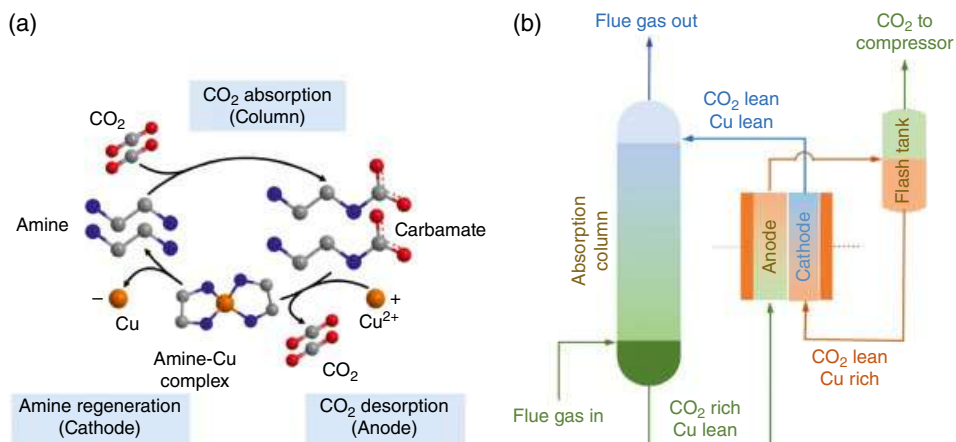 (a)
CO₂ absorption
(Column)
CO₂
Amine
Carbamate
−
Cu
+
Cu²⁺
Amine-Cu
complex
CO₂
Amine regeneration
(Cathode)
CO₂ desorption
(Anode)
(b)
Flue gas out
CO₂ to
compressor
CO₂ lean
Cu lean
Flash tank
Absorption
column
Anode
Cathode
CO₂ lean
Cu rich
Flue gas in
CO₂ rich
Cu lean